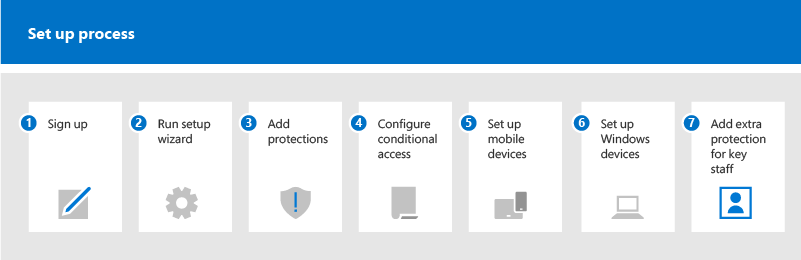 Set up process
1 Sign up
2 Run setup
wizard
3 Add
protections
4 Configure
conditional
access
5 Set up
mobile
devices
6 Set up
Windows
devices
7 Add extra
protection
for key
staff